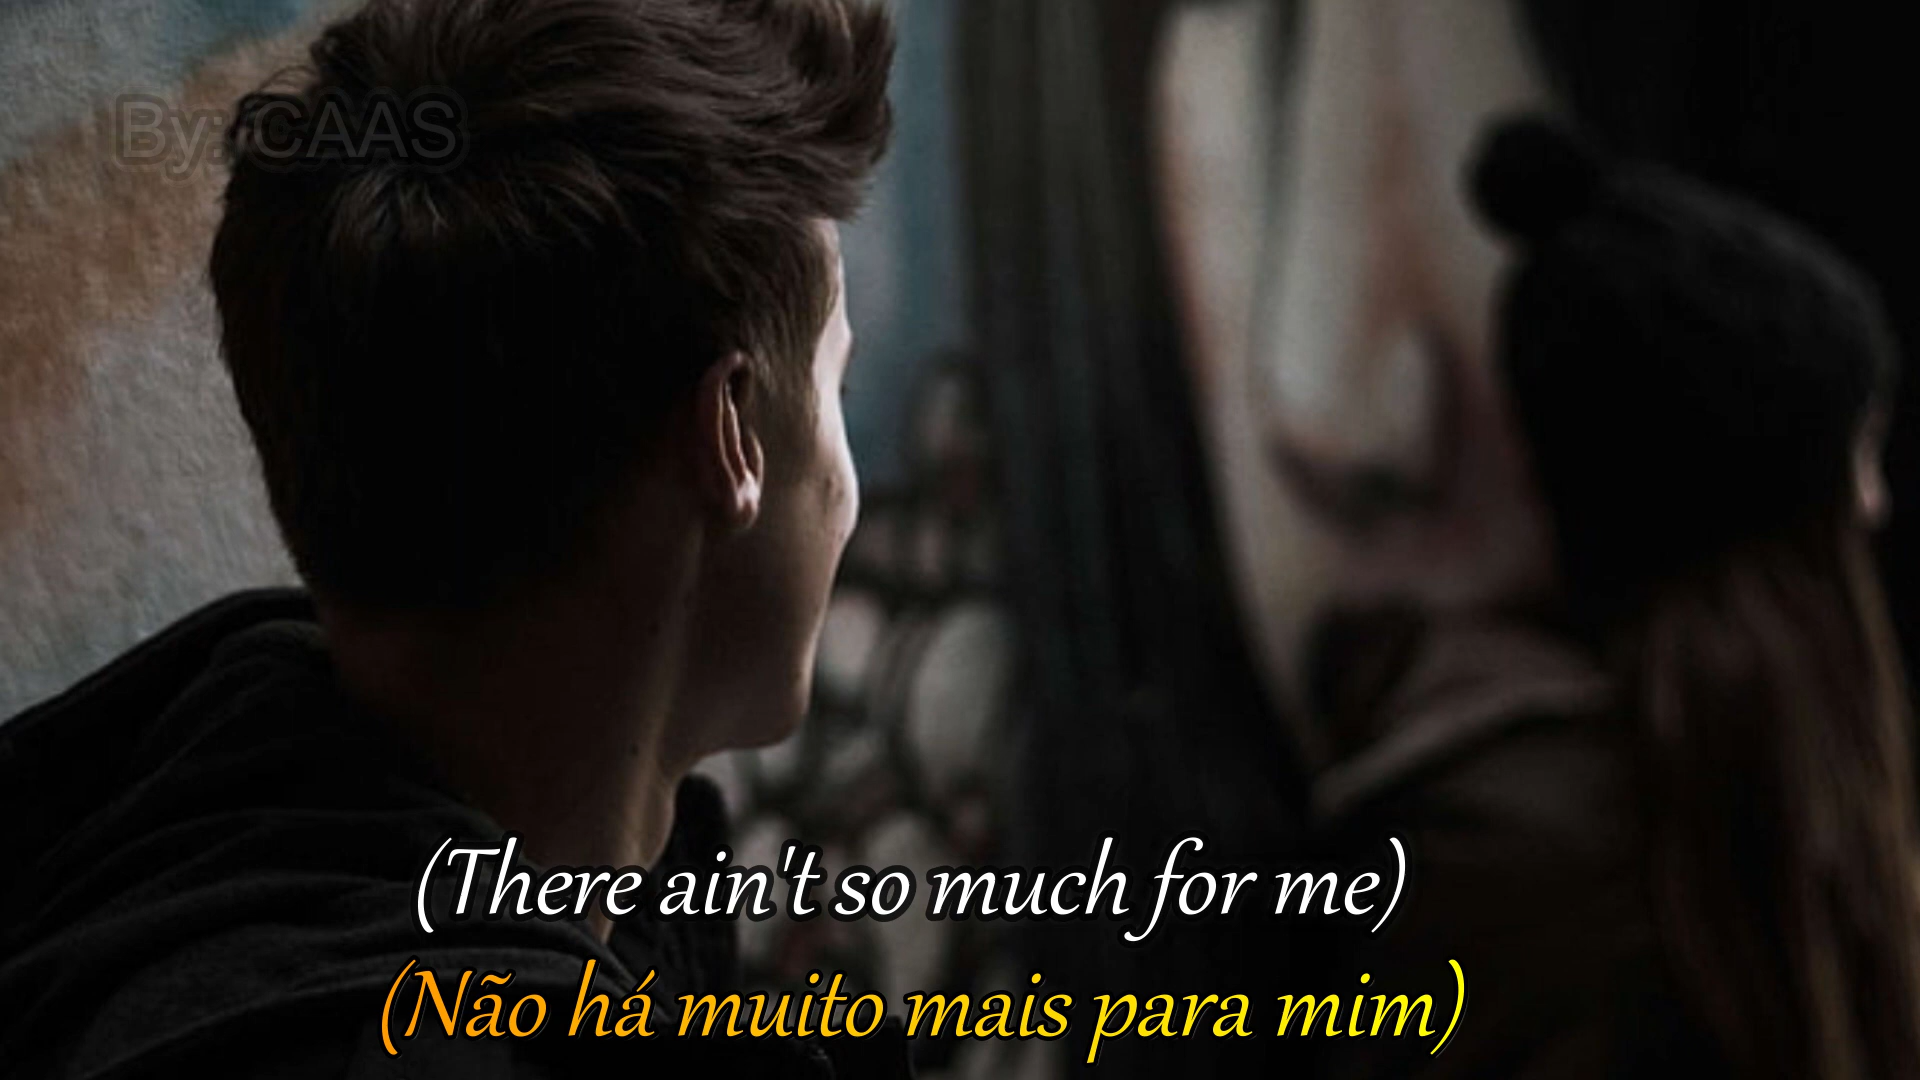 By: CAAS
(There ain't so much for me)
(Não há muito mais para mim)